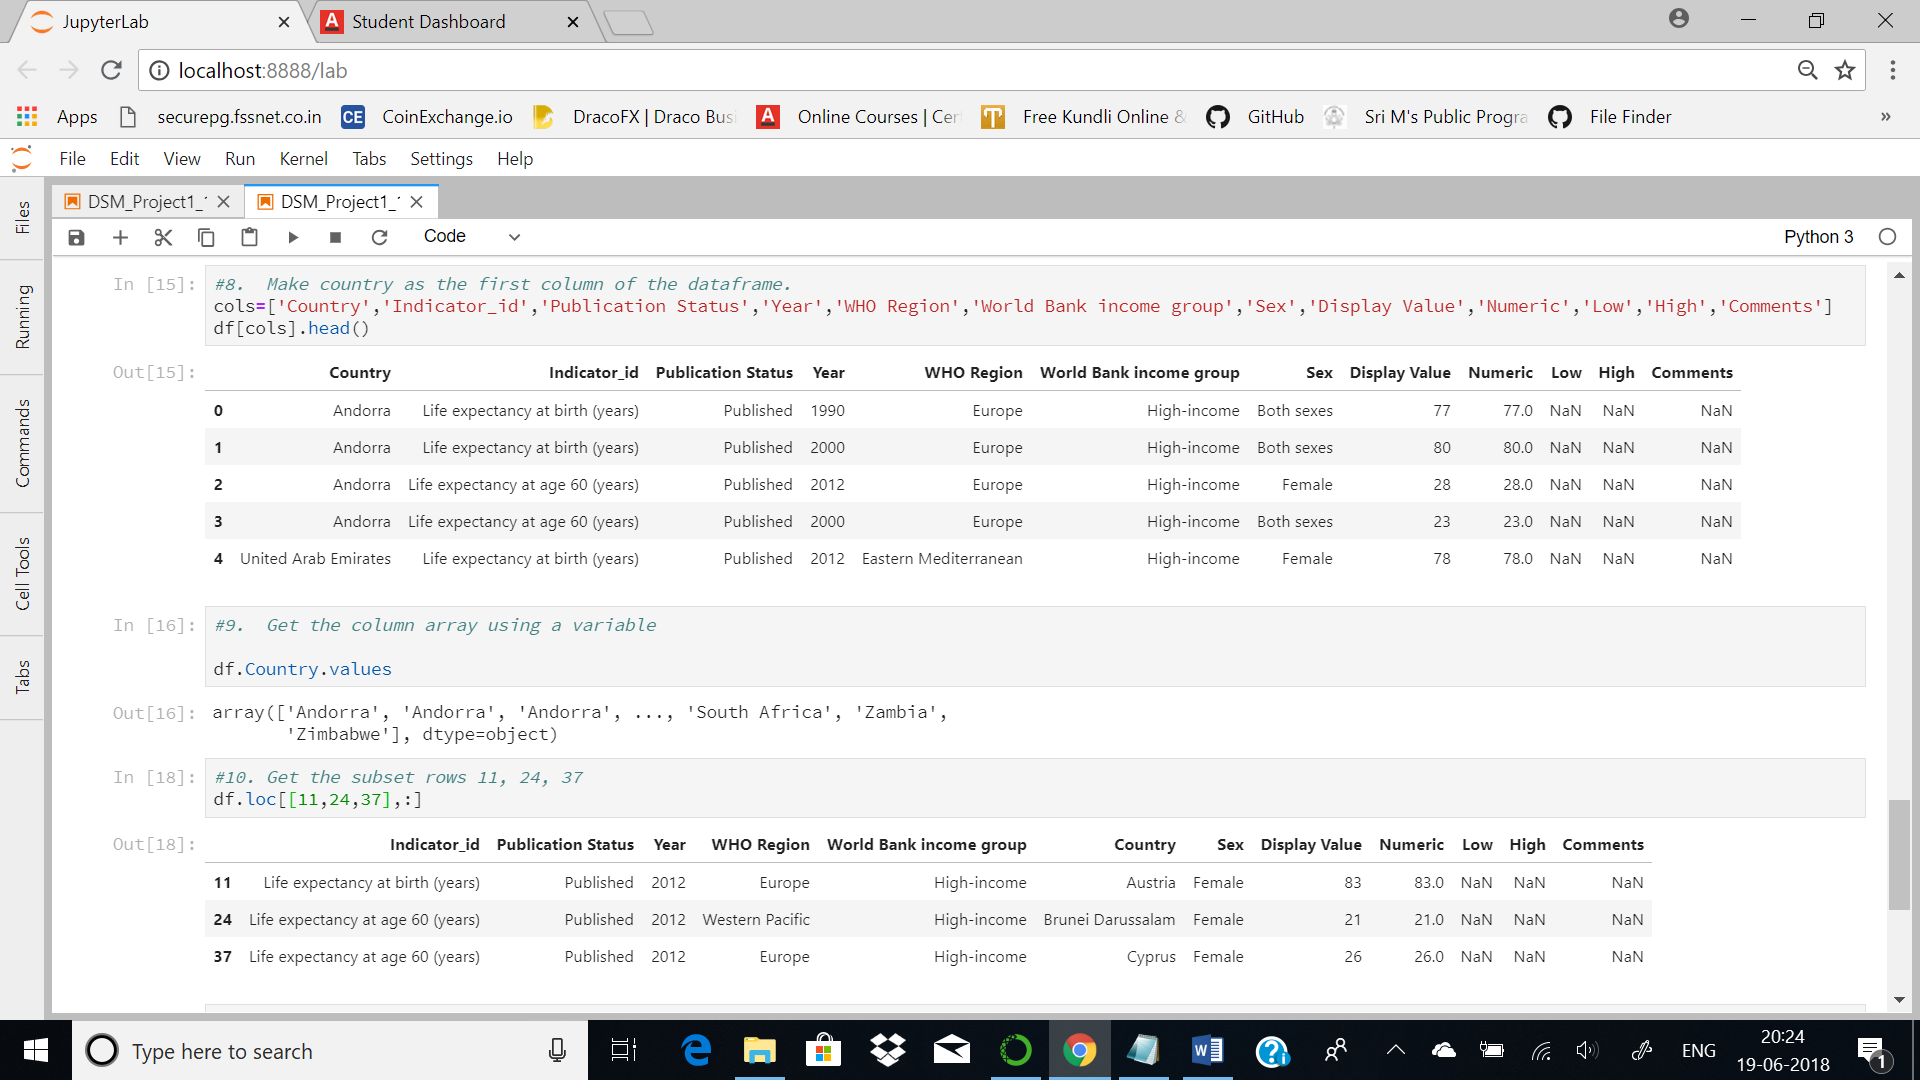 JupyterLab
Student Dashboard
localhost:8888/lab
Apps securepg.fssnet.co.in CE CoinExchange.io DracoFX | Draco Busi Online Courses | Cer Free Kundli Online & GitHub Sri M's Public Progra File Finder »
File Edit View Run Kernel Tabs Settings Help
DSM_Project1_ DSM_Project1_
Code Python 3
Files
Running
Commands
Cell Tools
Tabs
In [15]: #8.  Make country as the first column of the dataframe.
cols=['Country','Indicator_id','Publication Status','Year','WHO Region','World Bank income group','Sex','Display Value','Numeric','Low','High','Comments']
df[cols].head()
Out[15]: Country Indicator_id Publication Status Year WHO Region World Bank income group Sex Display Value Numeric Low High Comments
0 Andorra Life expectancy at birth (years) Published 1990 Europe High-income Both sexes 77 77.0 NaN NaN NaN
1 Andorra Life expectancy at birth (years) Published 2000 Europe High-income Both sexes 80 80.0 NaN NaN NaN
2 Andorra Life expectancy at age 60 (years) Published 2012 Europe High-income Female 28 28.0 NaN NaN NaN
3 Andorra Life expectancy at age 60 (years) Published 2000 Europe High-income Both sexes 23 23.0 NaN NaN NaN
4 United Arab Emirates Life expectancy at birth (years) Published 2012 Eastern Mediterranean High-income Female 78 78.0 NaN NaN NaN
In [16]: #9.  Get the column array using a variable
df.Country.values
Out[16]: array(['Andorra', 'Andorra', 'Andorra', ..., 'South Africa', 'Zambia',
'Zimbabwe'], dtype=object)
In [18]: #10. Get the subset rows 11, 24, 37
df.loc[[11,24,37],:]
Out[18]: Indicator_id Publication Status Year WHO Region World Bank income group Country Sex Display Value Numeric Low High Comments
11 Life expectancy at birth (years) Published 2012 Europe High-income Austria Female 83 83.0 NaN NaN NaN
24 Life expectancy at age 60 (years) Published 2012 Western Pacific High-income Brunei Darussalam Female 21 21.0 NaN NaN NaN
37 Life expectancy at age 60 (years) Published 2012 Europe High-income Cyprus Female 26 26.0 NaN NaN NaN
Type here to search
ENG
20:24
19-06-2018
1